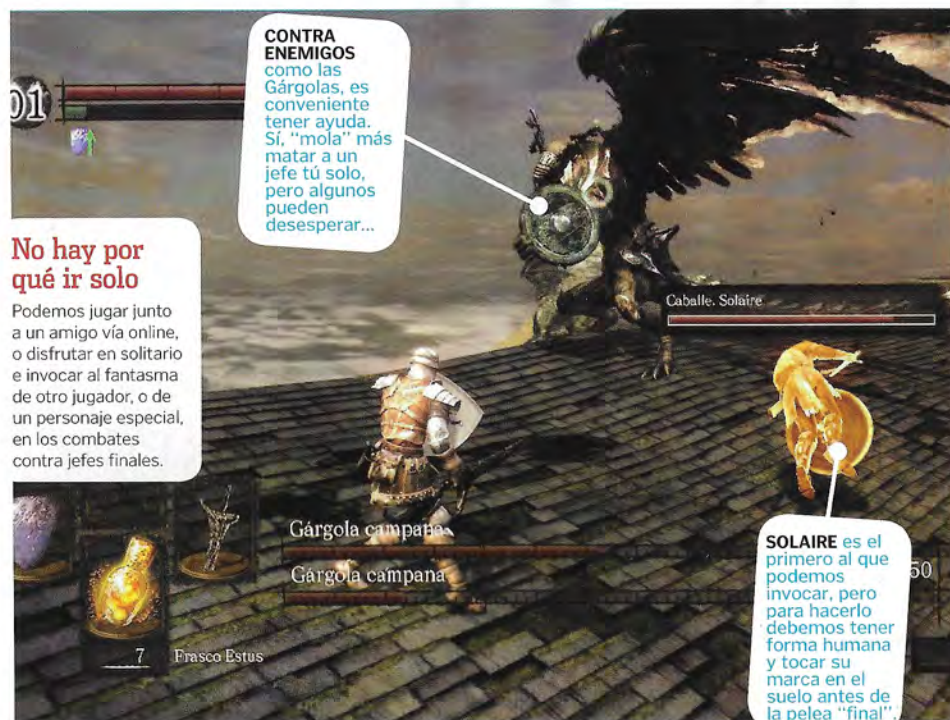 CONTRA
ENEMIGOS
como las
Gárgolas, es
conveniente
tener ayuda.
Sí, “mola” más
matar a un
jefe tú solo,
pero algunos
pueden
desesperar...
01
No hay por
qué ir solo
Podemos jugar junto
a un amigo vía online,
o disfrutar en solitario
e invocar al fantasma
de otro jugador, o de
un personaje especial,
en los combates
contra jefes finales.
Caballe. Solaire
Gárgola campana
Gárgola campana
7 Frasco Estus
50
SOLAIRE es el
primero al que
podemos
invocar, pero
para hacerlo
debemos tener
forma humana
y tocar su
marca en el
suelo antes de
la pelea “final”.